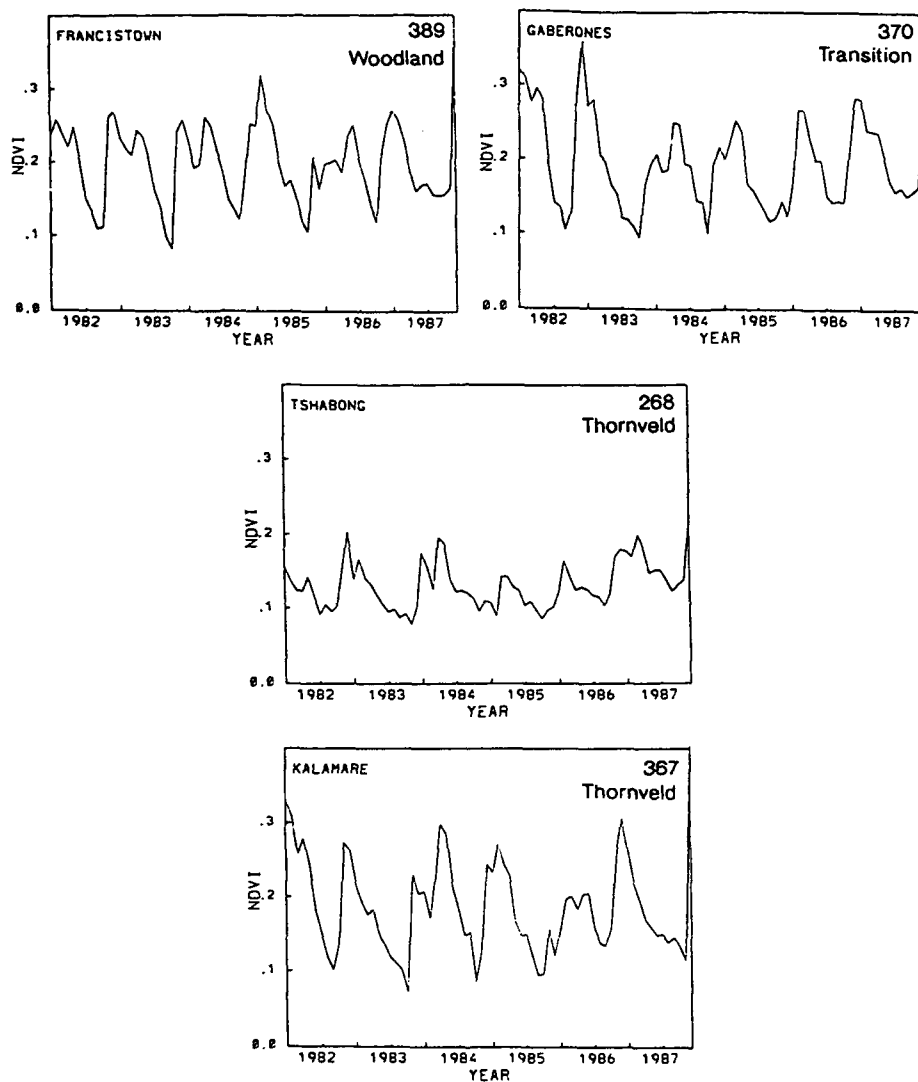 FRANCISTOWN 389
Woodland
.3
.2
.1
0.0
NDVI
1982 1983 1984 1985 1986 1987
YEAR
GABERONES 370
Transition
.3
.2
.1
0.0
NDVI
1982 1983 1984 1985 1986 1987
YEAR
TSHABONG 268
Thornveld
.3
.2
.1
0.0
NDVI
1982 1983 1984 1985 1986 1987
YEAR
KALAMARE 367
Thornveld
.3
.2
.1
0.0
NDVI
1982 1983 1984 1985 1986 1987
YEAR